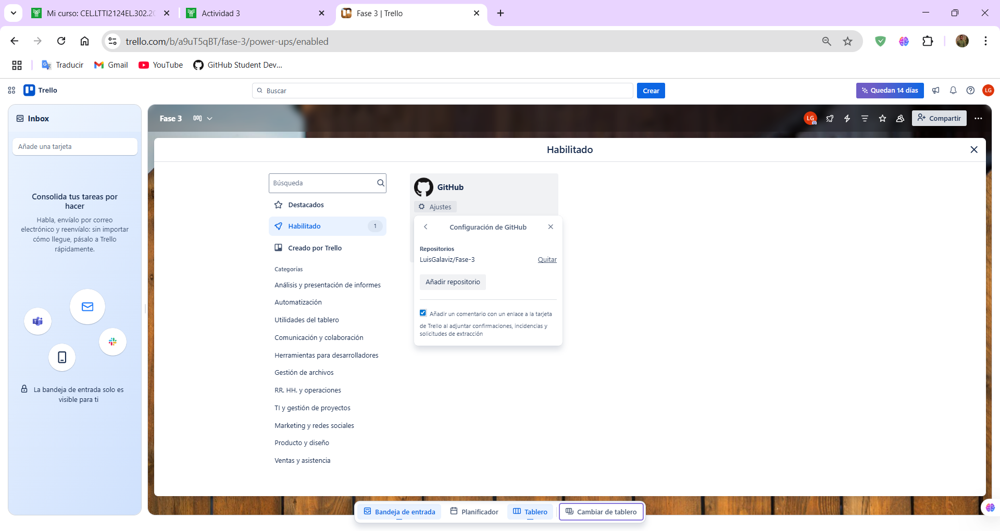 Mi curso: CEL.LTTI2124EL.302.20
Actividad 3
Fase 3 | Trello
trello.com/b/a9uT5qBT/fase-3/power-ups/enabled
Traducir
Gmail
YouTube
GitHub Student Dev...
Trello
Buscar
Crear
Quedan 14 días
LG
Inbox
Añade una tarjeta
Consolida tus tareas por
hacer
Habla, envíalo por correo
electrónico y reenvíalo: sin importar
cómo llegue, pásalo a Trello
rápidamente.
La bandeja de entrada solo es
visible para ti
Fase 3
LG
Compartir
Habilitado
Búsqueda
Destacados
Habilitado
1
Creado por Trello
Categorías
Análisis y presentación de informes
Automatización
Utilidades del tablero
Comunicación y colaboración
Herramientas para desarrolladores
Gestión de archivos
RR. HH. y operaciones
TI y gestión de proyectos
Marketing y redes sociales
Producto y diseño
Ventas y asistencia
GitHub
Ajustes
Configuración de GitHub
Repositorios
LuisGalaviz/Fase-3
Quitar
Añadir repositorio
Añadir un comentario con un enlace a la tarjeta
de Trello al adjuntar confirmaciones, incidencias y
solicitudes de extracción
Bandeja de entrada
Planificador
Tablero
Cambiar de tablero